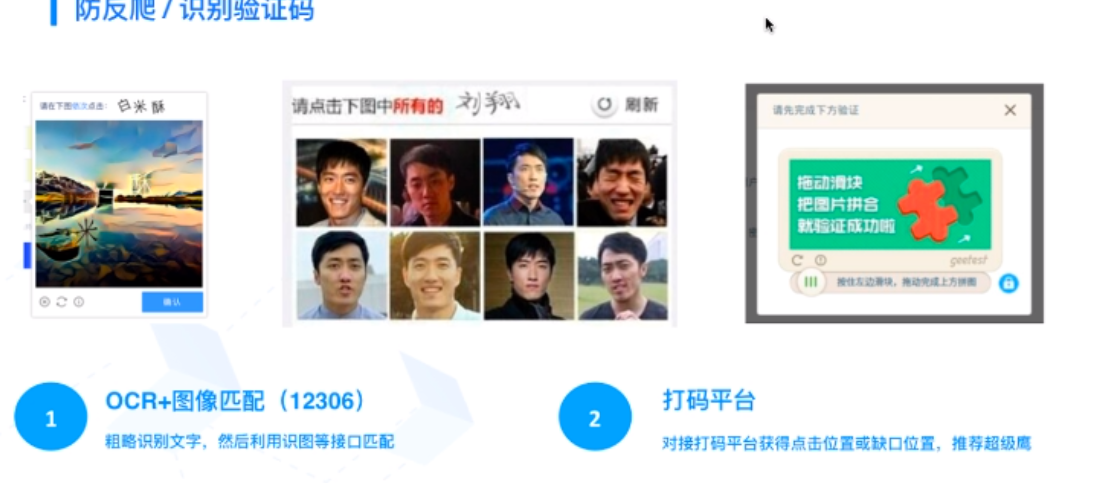 防反爬 / 识别验证码
请在下图依次点击: 白米酥
请点击下图中所有的 刘翔 刷新
请先完成下方验证
拖动滑块
把图片拼合
就验证成功啦
geetest
按住左边滑块，拖动完成上方拼图
确认
1
OCR+图像匹配（12306）
粗略识别文字，然后利用识图等接口匹配
2
打码平台
对接打码平台获得点击位置或缺口位置，推荐超级鹰